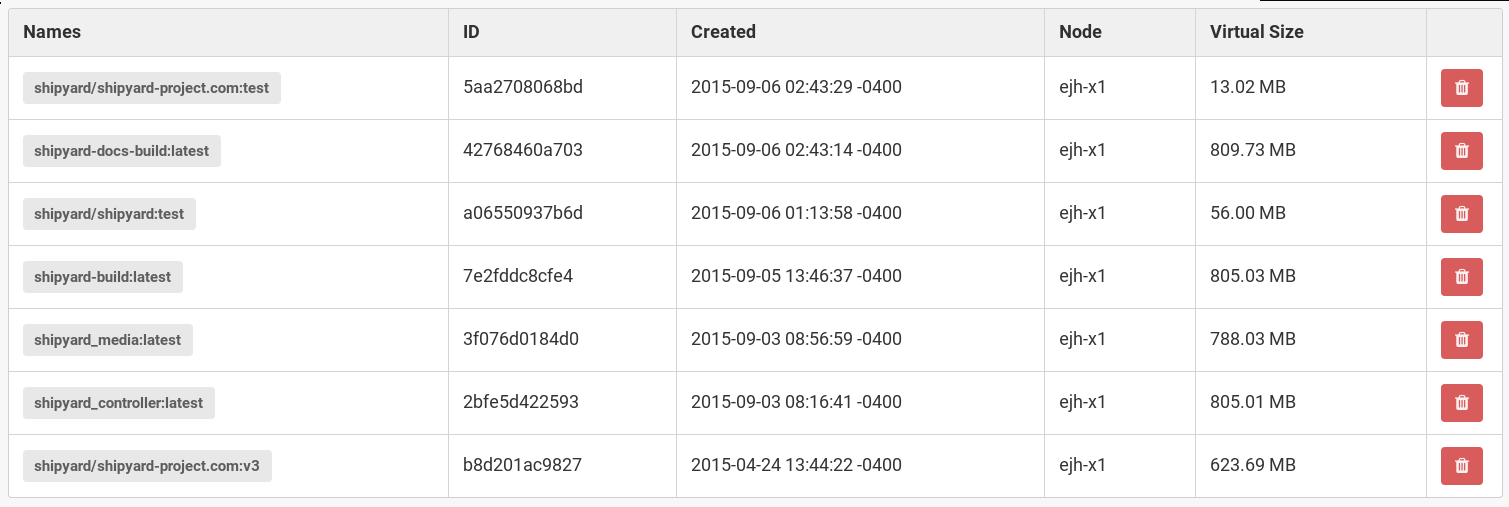 Names ID Created Node Virtual Size
shipyard/shipyard-project.com:test 5aa2708068bd 2015-09-06 02:43:29 -0400 ejh-x1 13.02 MB
shipyard-docs-build:latest 42768460a703 2015-09-06 02:43:14 -0400 ejh-x1 809.73 MB
shipyard/shipyard:test a06550937b6d 2015-09-06 01:13:58 -0400 ejh-x1 56.00 MB
shipyard-build:latest 7e2fddc8cfe4 2015-09-05 13:46:37 -0400 ejh-x1 805.03 MB
shipyard_media:latest 3f076d0184d0 2015-09-03 08:56:59 -0400 ejh-x1 788.03 MB
shipyard_controller:latest 2bfe5d422593 2015-09-03 08:16:41 -0400 ejh-x1 805.01 MB
shipyard/shipyard-project.com:v3 b8d201ac9827 2015-04-24 13:44:22 -0400 ejh-x1 623.69 MB